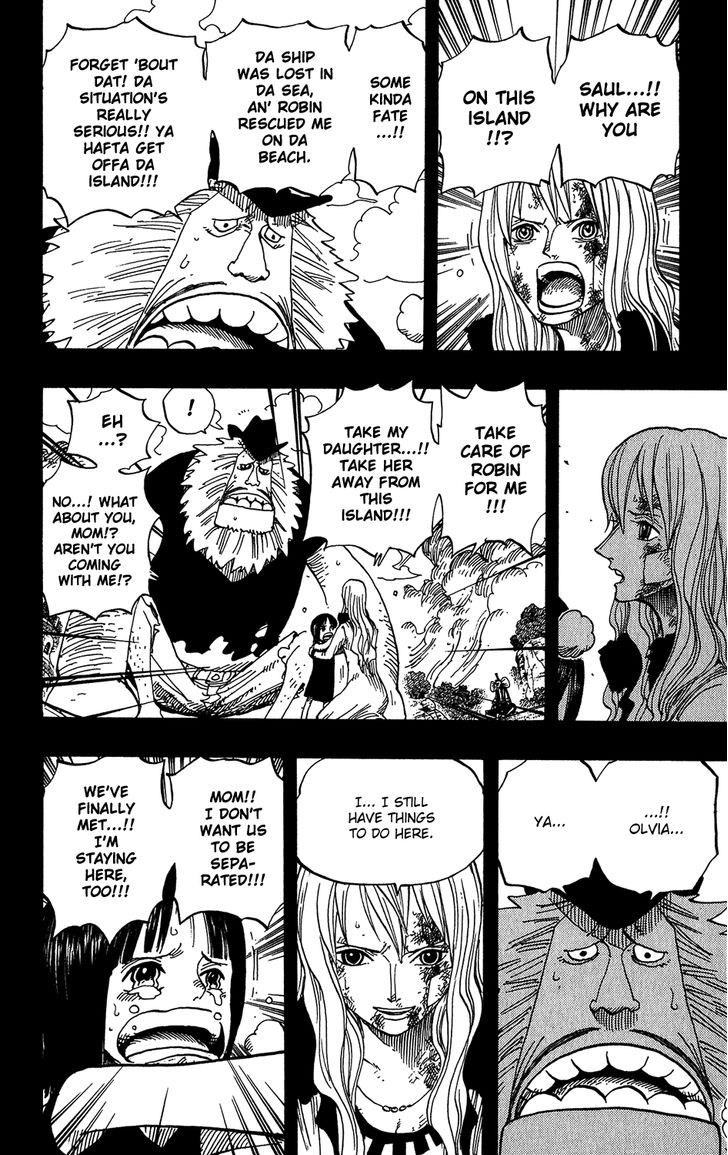 SAUL...!!
WHY ARE
YOU
ON THIS
ISLAND
!!?
SOME
KINDA
FATE
...!!
DA SHIP
WAS LOST IN
DA SEA,
AN' ROBIN
RESCUED ME
ON DA
BEACH.
FORGET 'BOUT
DAT! DA
SITUATION'S
REALLY
SERIOUS!! YA
HAFTA GET
OFFA DA
ISLAND!!!
TAKE
CARE OF
ROBIN
FOR ME
!!!
TAKE MY
DAUGHTER...!!
TAKE HER
AWAY FROM
THIS
ISLAND!!!
!
EH
...?
NO...! WHAT
ABOUT YOU,
MOM!?
AREN'T YOU
COMING
WITH ME!?
...!!
OLVIA...
YA...
I... I STILL
HAVE THINGS
TO DO HERE.
MOM!!
I DON'T
WANT US
TO BE
SEPA-
RATED!!!
WE'VE
FINALLY
MET...!!
I'M
STAYING
HERE,
TOO!!!